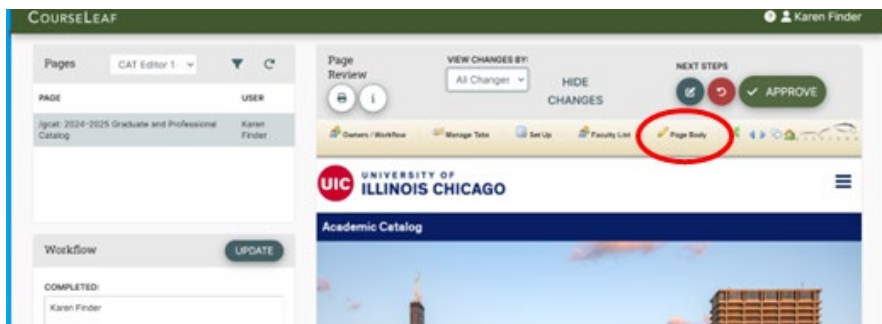 COURSELEAF
Karen Finder
Pages
CAT Editor 1
PAGE
USER
/gcat: 2024-2025 Graduate and Professional
Catalog
Karen
Finder
Workflow
UPDATE
COMPLETED:
Karen Finder
Page
Review
VIEW CHANGES BY:
All Changes
HIDE
CHANGES
NEXT STEPS
APPROVE
Owners / Workflow
Manage Tabs
Set Up
Faculty List
Page Body
UIC
UNIVERSITY OF
ILLINOIS CHICAGO
Academic Catalog